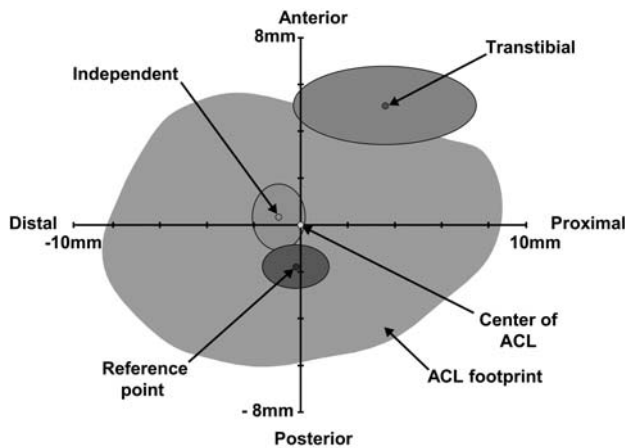 Anterior
8mm
Transtibial
Independent
Distal
-10mm
Proximal
10mm
Center of
ACL
Reference
point
ACL footprint
- 8mm
Posterior